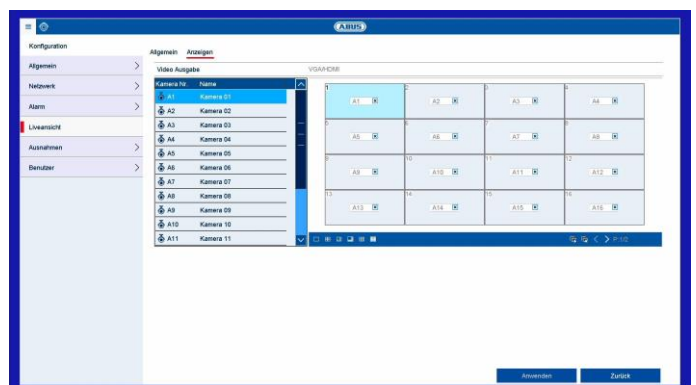 ABUS
Konfiguration
Allgemein
Netzwerk
Alarm
Liveansicht
Ausnahmen
Benutzer
Allgemein Anzeigen
Video Ausgabe VGA/HDMI
Kamera Nr. Name
A1 Kamera 01
A2 Kamera 02
A3 Kamera 03
A4 Kamera 04
A5 Kamera 05
A6 Kamera 06
A7 Kamera 07
A8 Kamera 08
A9 Kamera 09
A10 Kamera 10
A11 Kamera 11
1 2 3 4
A1 A2 A3 A4
5 6 7 8
A5 A6 A7 A8
9 10 11 12
A9 A10 A11 A12
13 14 15 16
A13 A14 A15 A16
P:1/2
Anwenden Zurück